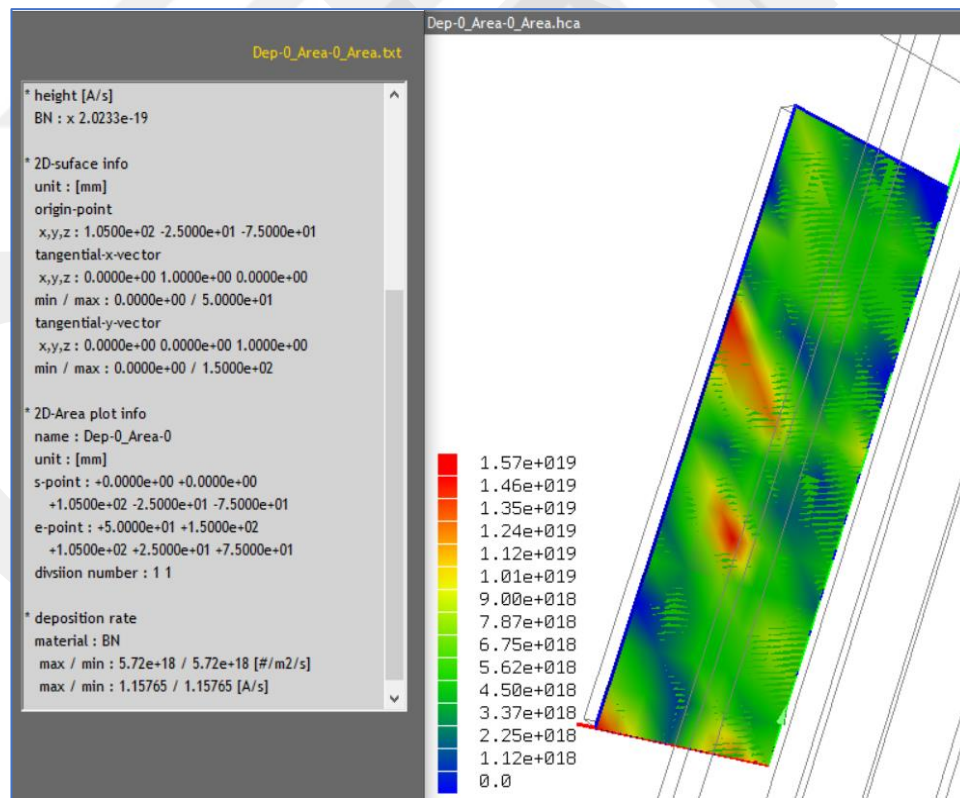 Dep-0_Area-0_Area.hca
Dep-0_Area-0_Area.txt
* height [A/s]
BN : x 2.0233e-19
* 2D-suface info
unit : [mm]
origin-point
x,y,z : 1.0500e+02 -2.5000e+01 -7.5000e+01
tangential-x-vector
x,y,z : 0.0000e+00 1.0000e+00 0.0000e+00
min / max : 0.0000e+00 / 5.0000e+01
tangential-y-vector
x,y,z : 0.0000e+00 0.0000e+00 1.0000e+00
min / max : 0.0000e+00 / 1.5000e+02
* 2D-Area plot info
name : Dep-0_Area-0
unit : [mm]
s-point : +0.0000e+00 +0.0000e+00
+1.0500e+02 -2.5000e+01 -7.5000e+01
e-point : +5.0000e+01 +1.5000e+02
+1.0500e+02 +2.5000e+01 +7.5000e+01
divsiion number : 1 1
* deposition rate
material : BN
max / min : 5.72e+18 / 5.72e+18 [#/m2/s]
max / min : 1.15765 / 1.15765 [A/s]
1.57e+019
1.46e+019
1.35e+019
1.24e+019
1.12e+019
1.01e+019
9.00e+018
7.87e+018
6.75e+018
5.62e+018
4.50e+018
3.37e+018
2.25e+018
1.12e+018
0.0